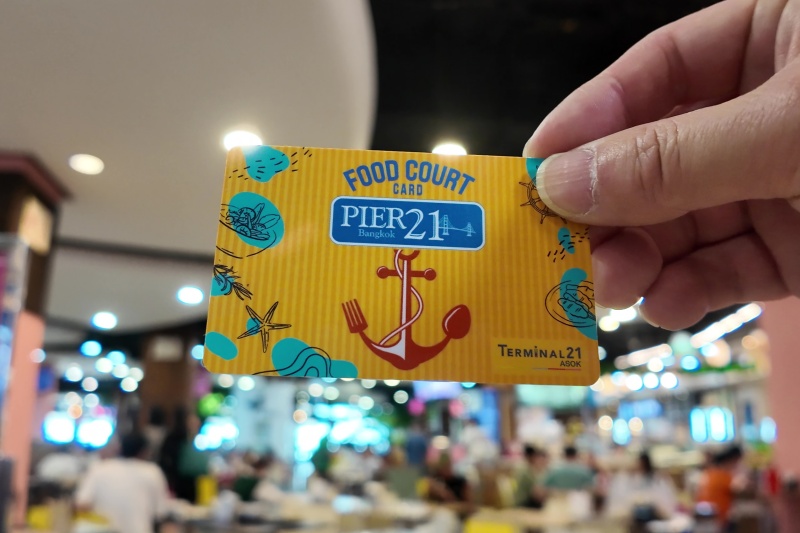 FOOD COURT
CARD
PIER21
Bangkok
TERMINAL21
ASOK